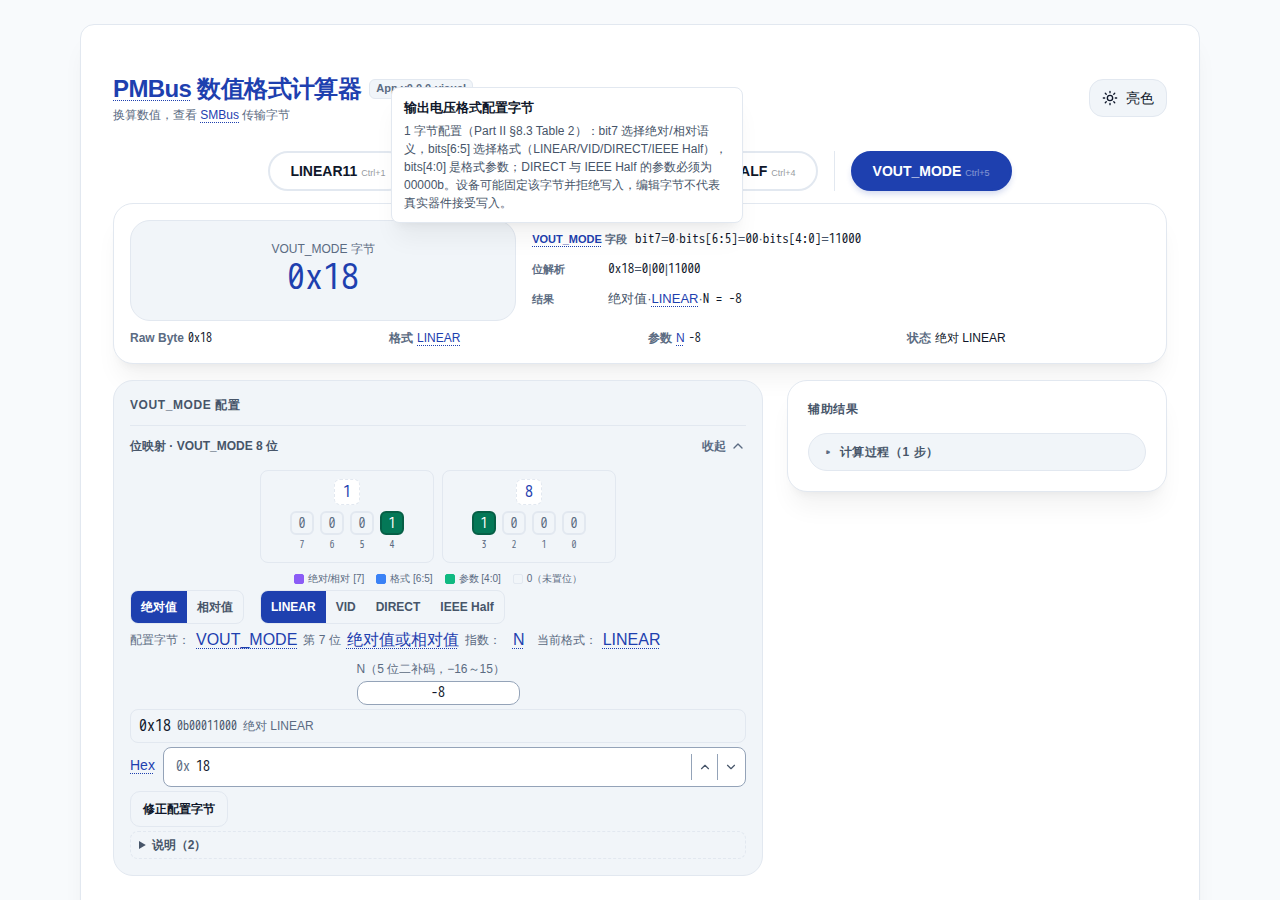 PMBus 数值格式计算器
换算数值，查看 SMBus 传输字节
亮色
输出电压格式配置字节
1 字节配置（Part II §8.3 Table 2）：bit7 选择绝对/相对语
义，bits[6:5] 选择格式（LINEAR/VID/DIRECT/IEEE Half），
bits[4:0] 是格式参数；DIRECT 与 IEEE Half 的参数必须为
00000b。设备可能固定该字节并拒绝写入，编辑字节不代表
真实器件接受写入。
LINEAR11 Ctrl+1
ALF Ctrl+4
VOUT_MODE Ctrl+5
VOUT_MODE 字节
0x18
VOUT_MODE 字段 bit7=0·bits[6:5]=00·bits[4:0]=11000
位解析 0x18=0|00|11000
结果 绝对值·LINEAR·N = -8
Raw Byte 0x18 格式 LINEAR 参数 N -8 状态 绝对 LINEAR
VOUT_MODE 配置
位映射 · VOUT_MODE 8 位 收起
1 8
0 0 0 1 1 0 0 0
7 6 5 4 3 2 1 0
绝对/相对 [7] 格式 [6:5] 参数 [4:0] 0（未置位）
绝对值 相对值 LINEAR VID DIRECT IEEE Half
配置字节： VOUT_MODE 第 7 位 绝对值或相对值 指数： N 当前格式： LINEAR
N（5 位二补码，−16～15）
-8
0x18 0b00011000 绝对 LINEAR
Hex 0x 18
修正配置字节
说明（2）
辅助结果
计算过程（1 步）